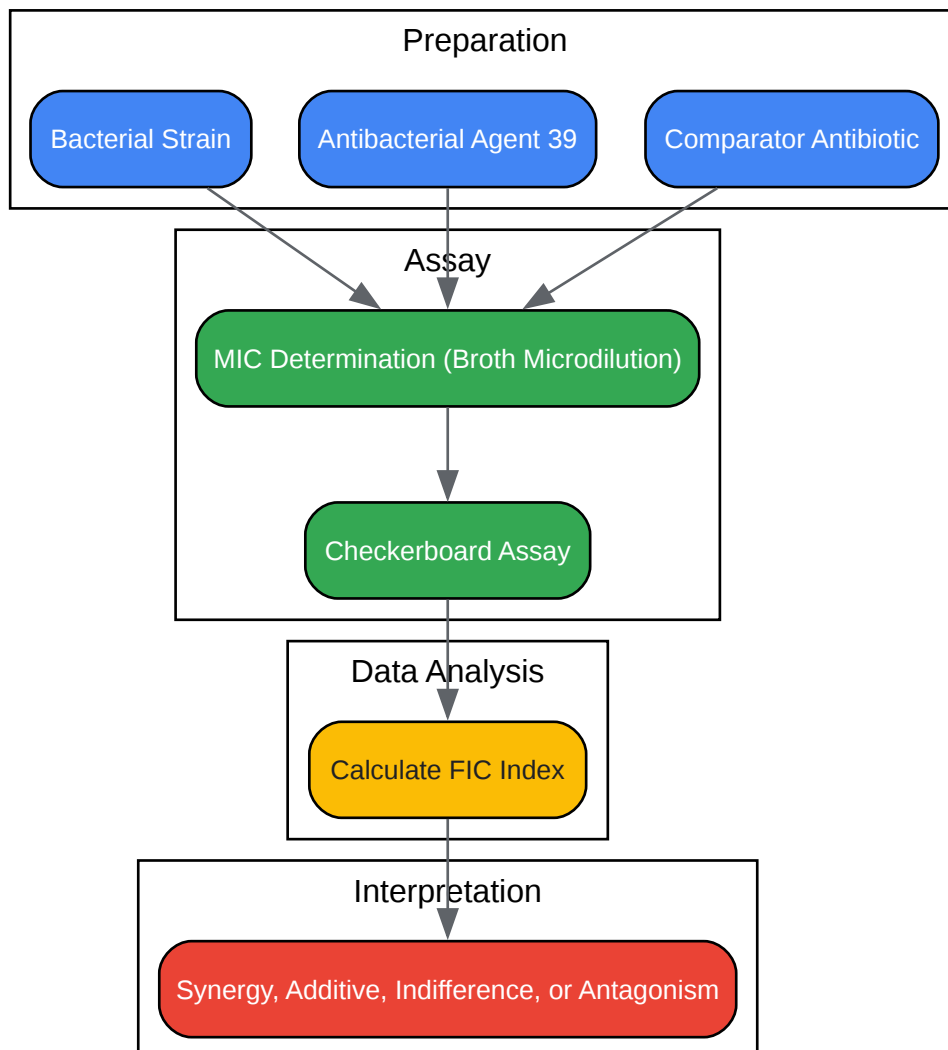 Preparation
Bacterial Strain
Antibacterial Agent 39
Comparator Antibiotic
Assay
MIC Determination (Broth Microdilution)
Checkerboard Assay
Data Analysis
Calculate FIC Index
Interpretation
Synergy, Additive, Indifference, or Antagonism